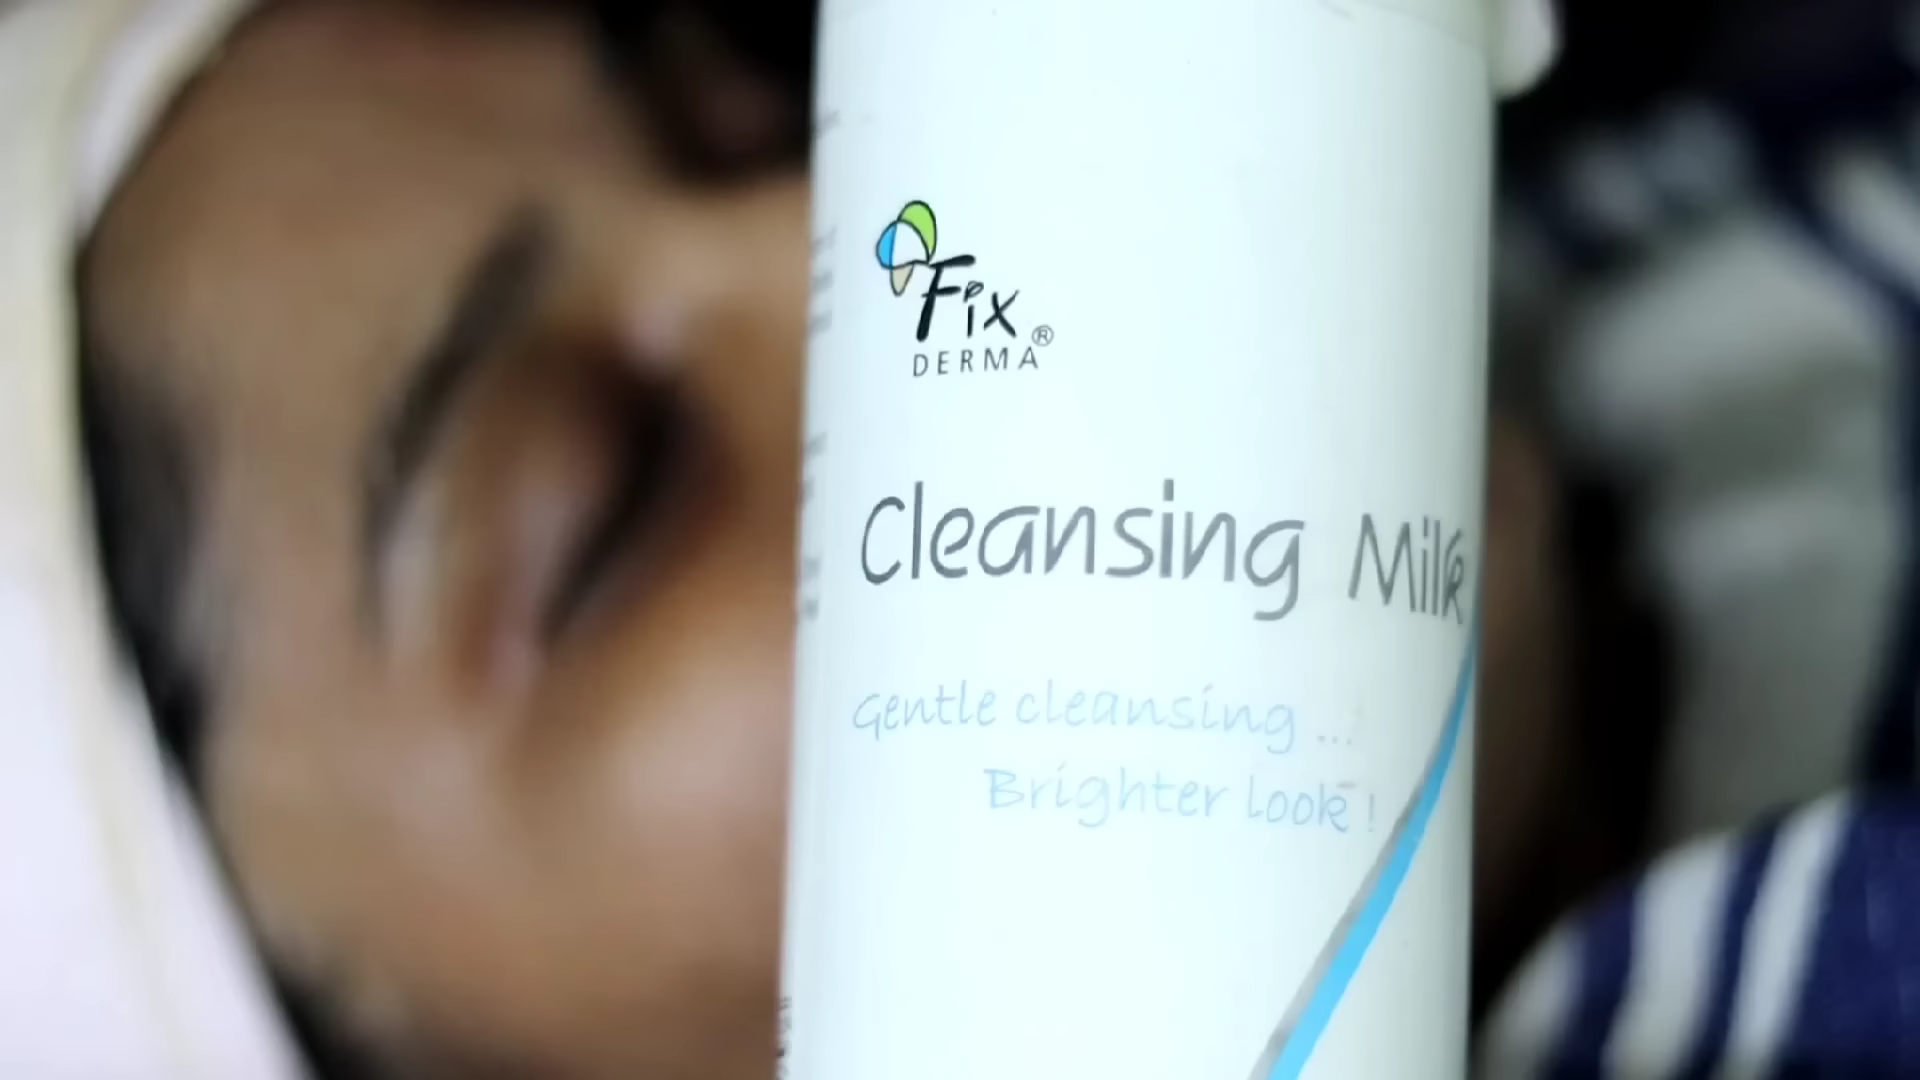 Fix
DERMA®
Cleansing Milk
Gentle cleansing ...
Brighter look !